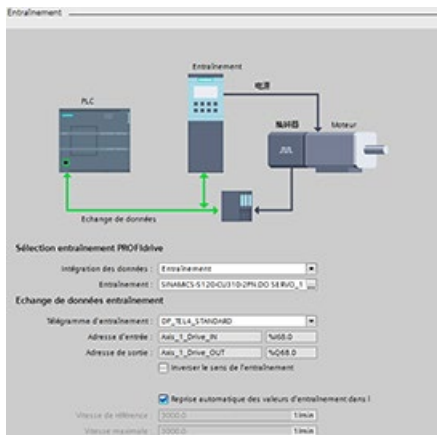 Entraînement
Entraînement
电源
PLC
编码器
Moteur
Echange de données
Sélection entraînement PROFIdrive
Intégration des données : Entraînement
Entraînement : SINAMICS-S120-CU310-2PN.DO SERVO_1 ...
Echange de données entraînement
Télégramme d'entraînement : DP_TEL4_STANDARD
Adresse d'entrée : Axis_1_Drive_IN %I68.0
Adresse de sortie : Axis_1_Drive_OUT %Q68.0
Inverser le sens de l'entraînement
Reprise automatique des valeurs d'entraînement dans l
Vitesse de référence : 3000.0 1/min
Vitesse maximale : 3000.0 1/min